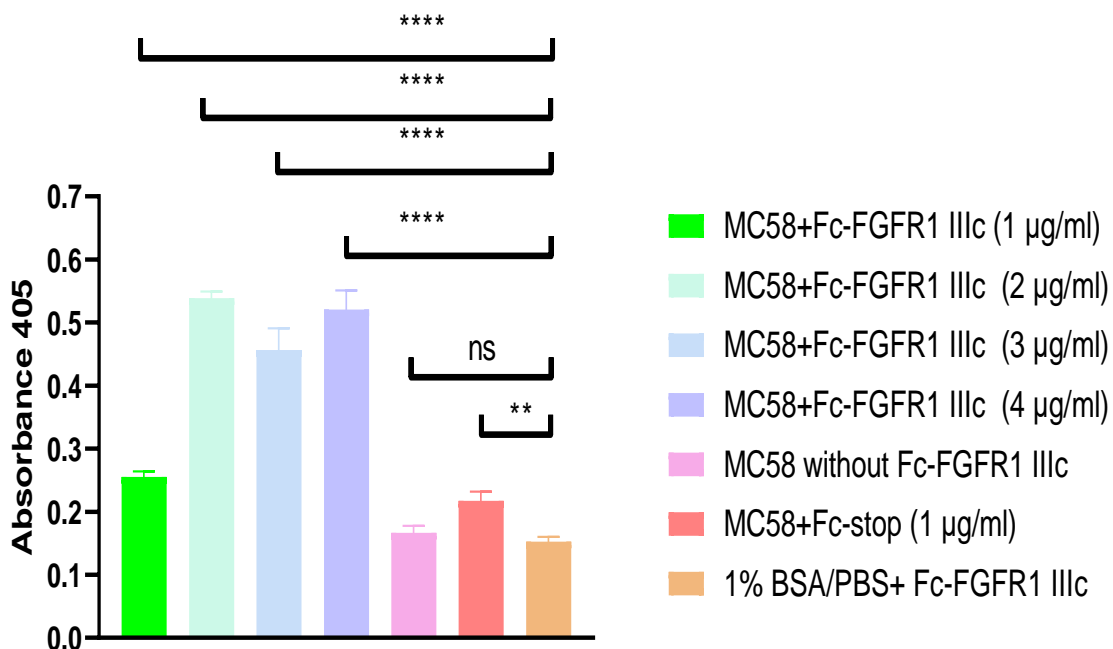 ****
****
****
****
ns
**
Absorbance 405
0.7
0.6
0.5
0.4
0.3
0.2
0.1
0.0
MC58+Fc-FGFR1 IIIc (1 µg/ml)
MC58+Fc-FGFR1 IIIc (2 µg/ml)
MC58+Fc-FGFR1 IIIc (3 µg/ml)
MC58+Fc-FGFR1 IIIc (4 µg/ml)
MC58 without Fc-FGFR1 IIIc
MC58+Fc-stop (1 µg/ml)
1% BSA/PBS+ Fc-FGFR1 IIIc